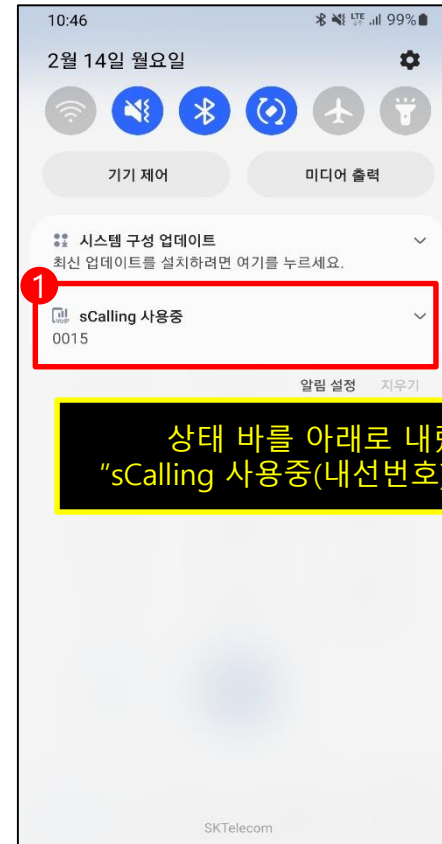 10:46 LTE 99%
2월 14일 월요일
기기 제어 미디어 출력
시스템 구성 업데이트
최신 업데이트를 설치하려면 여기를 누르세요.
1
VoIP sCalling 사용중
0015
알림 설정 지우기
상태 바를 아래로
“sCalling 사용중(내선번호)
SKTelecom